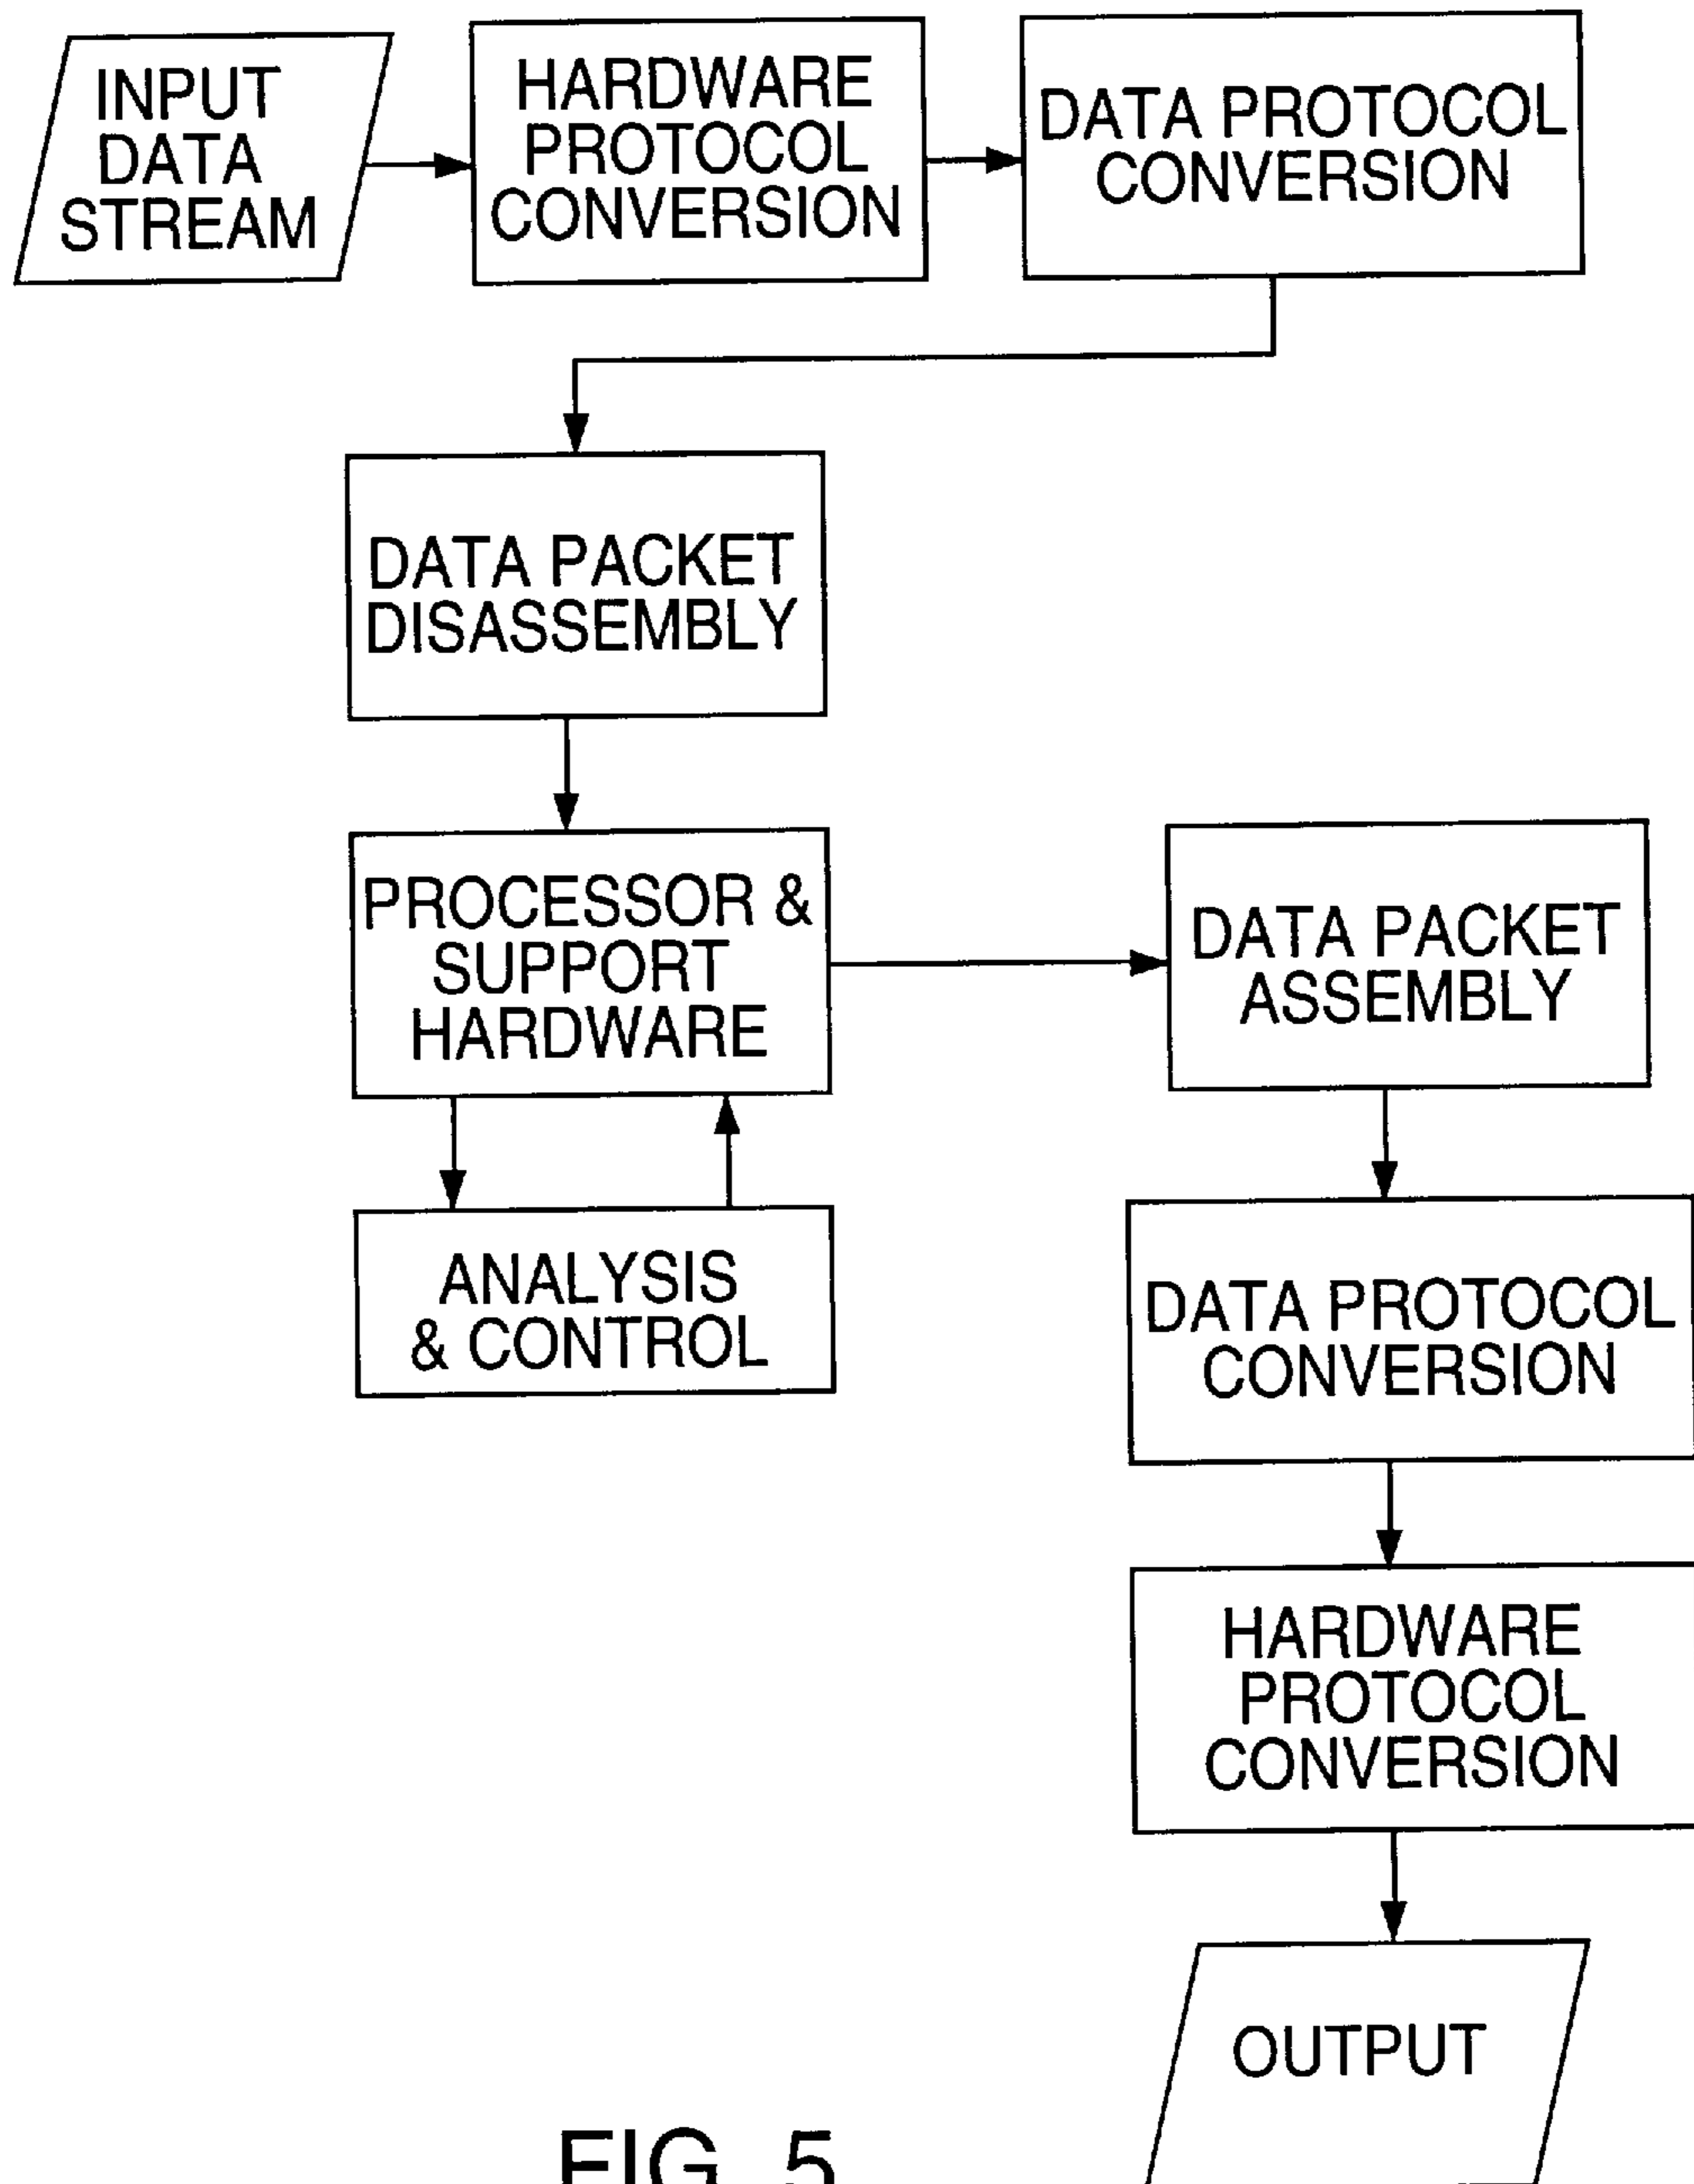 INPUT
DATA
STREAM
HARDWARE
PROTOCOL
CONVERSION
DATA PROTOCOL
CONVERSION
DATA PACKET
DISASSEMBLY
PROCESSOR &
SUPPORT
HARDWARE
DATA PACKET
ASSEMBLY
ANALYSIS
& CONTROL
DATA PROTOCOL
CONVERSION
HARDWARE
PROTOCOL
CONVERSION
OUTPUT
FIG. 5